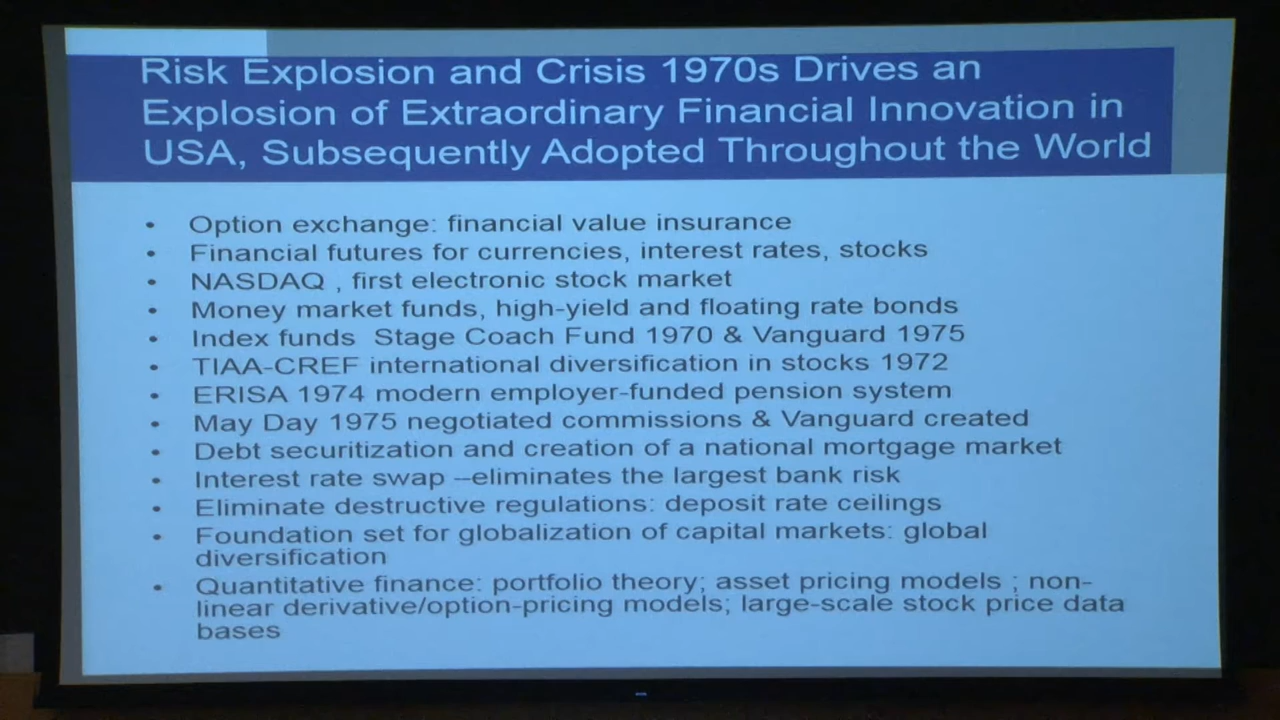 Risk Explosion and Crisis 1970s Drives an
Explosion of Extraordinary Financial Innovation in
USA, Subsequently Adopted Throughout the World
• Option exchange: financial value insurance
• Financial futures for currencies, interest rates, stocks
• NASDAQ , first electronic stock market
• Money market funds, high-yield and floating rate bonds
• Index funds Stage Coach Fund 1970 & Vanguard 1975
• TIAA-CREF international diversification in stocks 1972
• ERISA 1974 modern employer-funded pension system
• May Day 1975 negotiated commissions & Vanguard created
• Debt securitization and creation of a national mortgage market
• Interest rate swap –eliminates the largest bank risk
• Eliminate destructive regulations: deposit rate ceilings
• Foundation set for globalization of capital markets: global
diversification
• Quantitative finance: portfolio theory; asset pricing models ; non-
linear derivative/option-pricing models; large-scale stock price data
bases